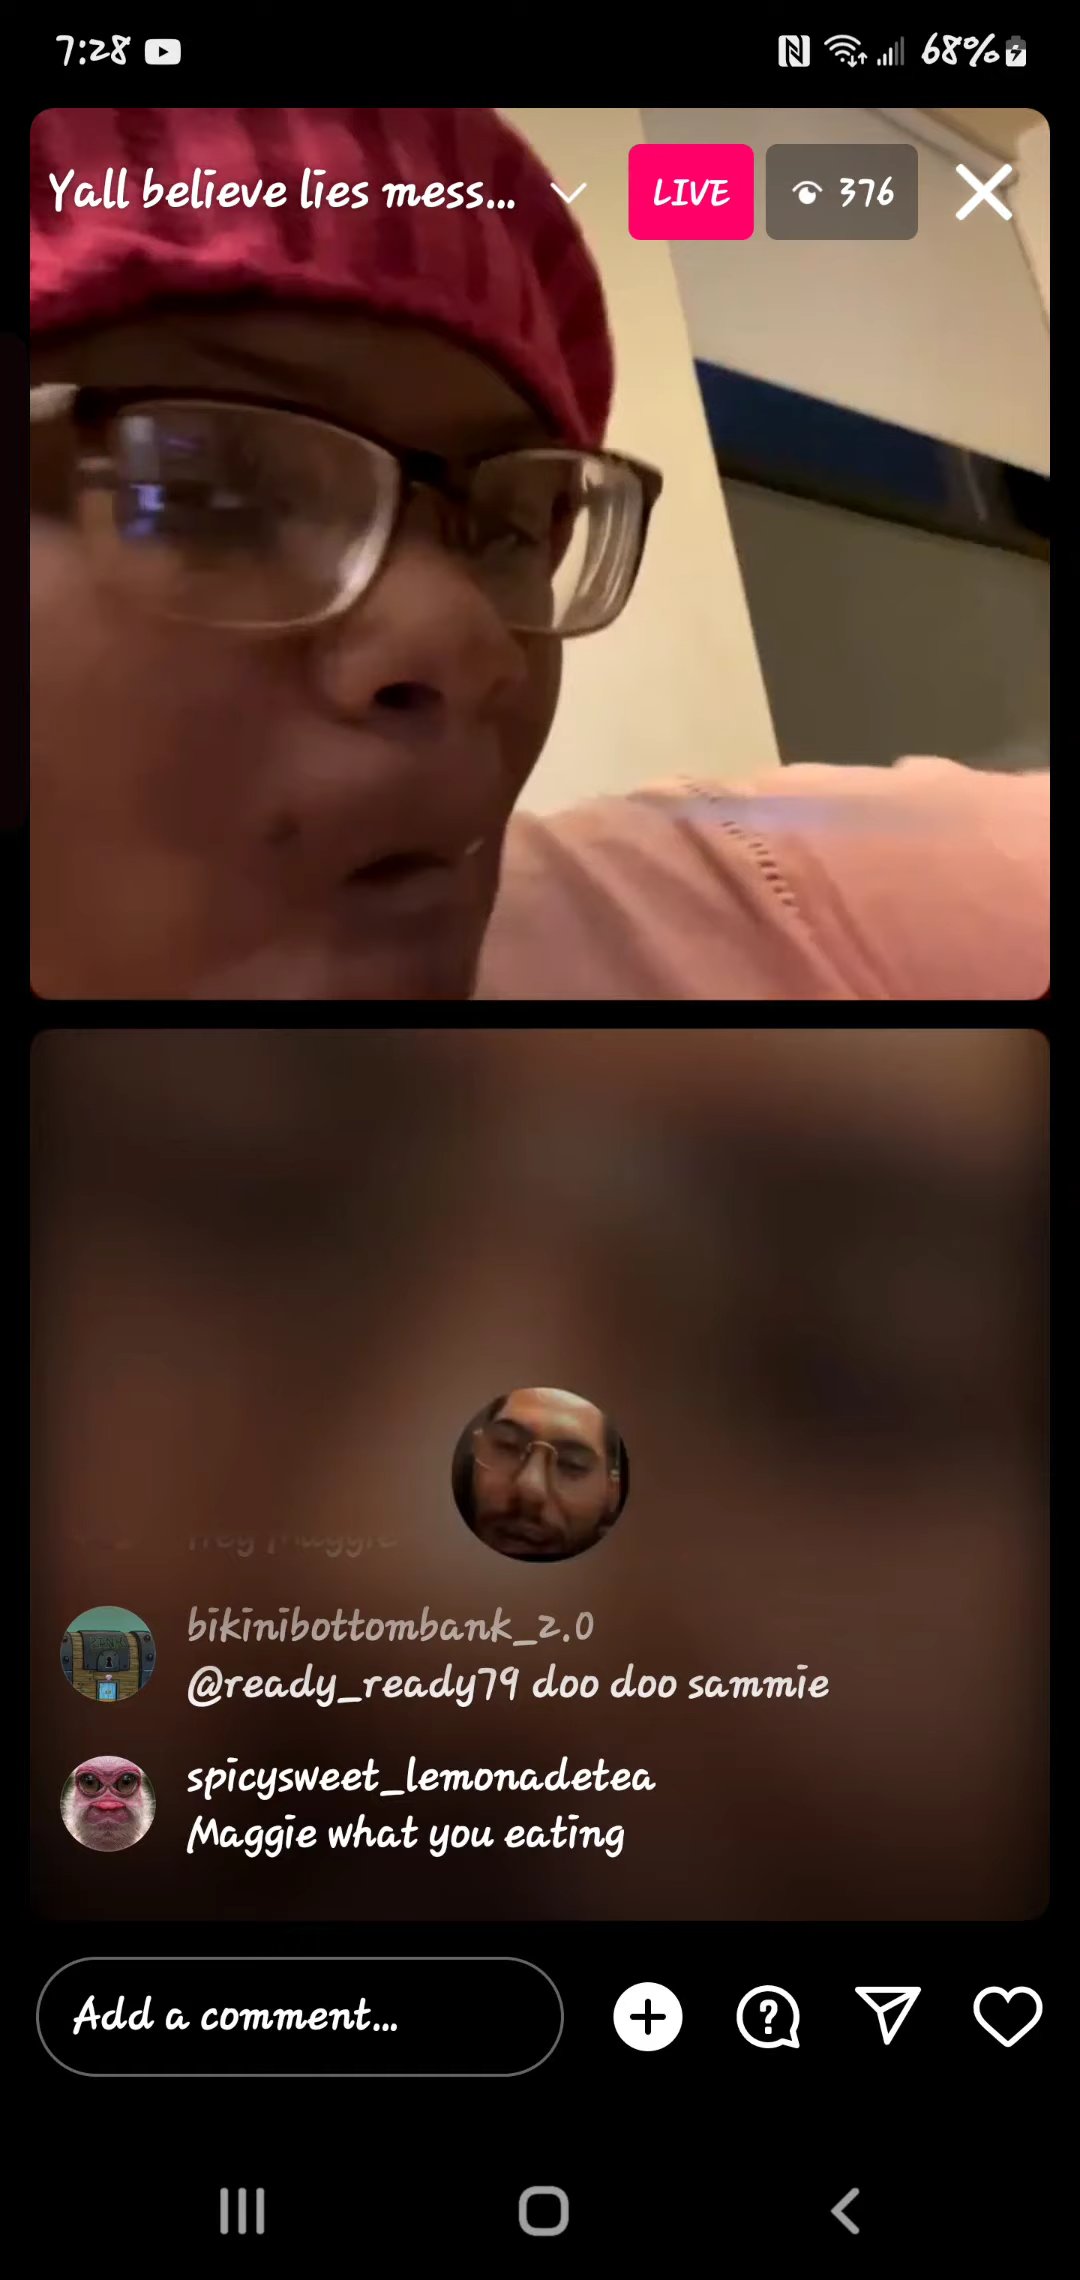 7:28
68%
Yall believe lies mess...
LIVE
376
bikinibottombank_2.0
@ready_ready79 doo doo sammie
spicysweet_lemonadetea
Maggie what you eating
Add a comment...